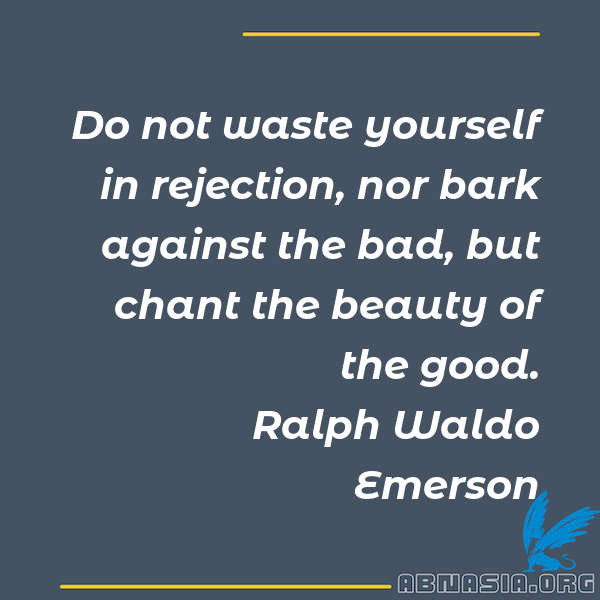 Do not waste yourself
in rejection, nor bark
against the bad, but
chant the beauty of
the good.
Ralph Waldo
Emerson
ABNASIA.ORG